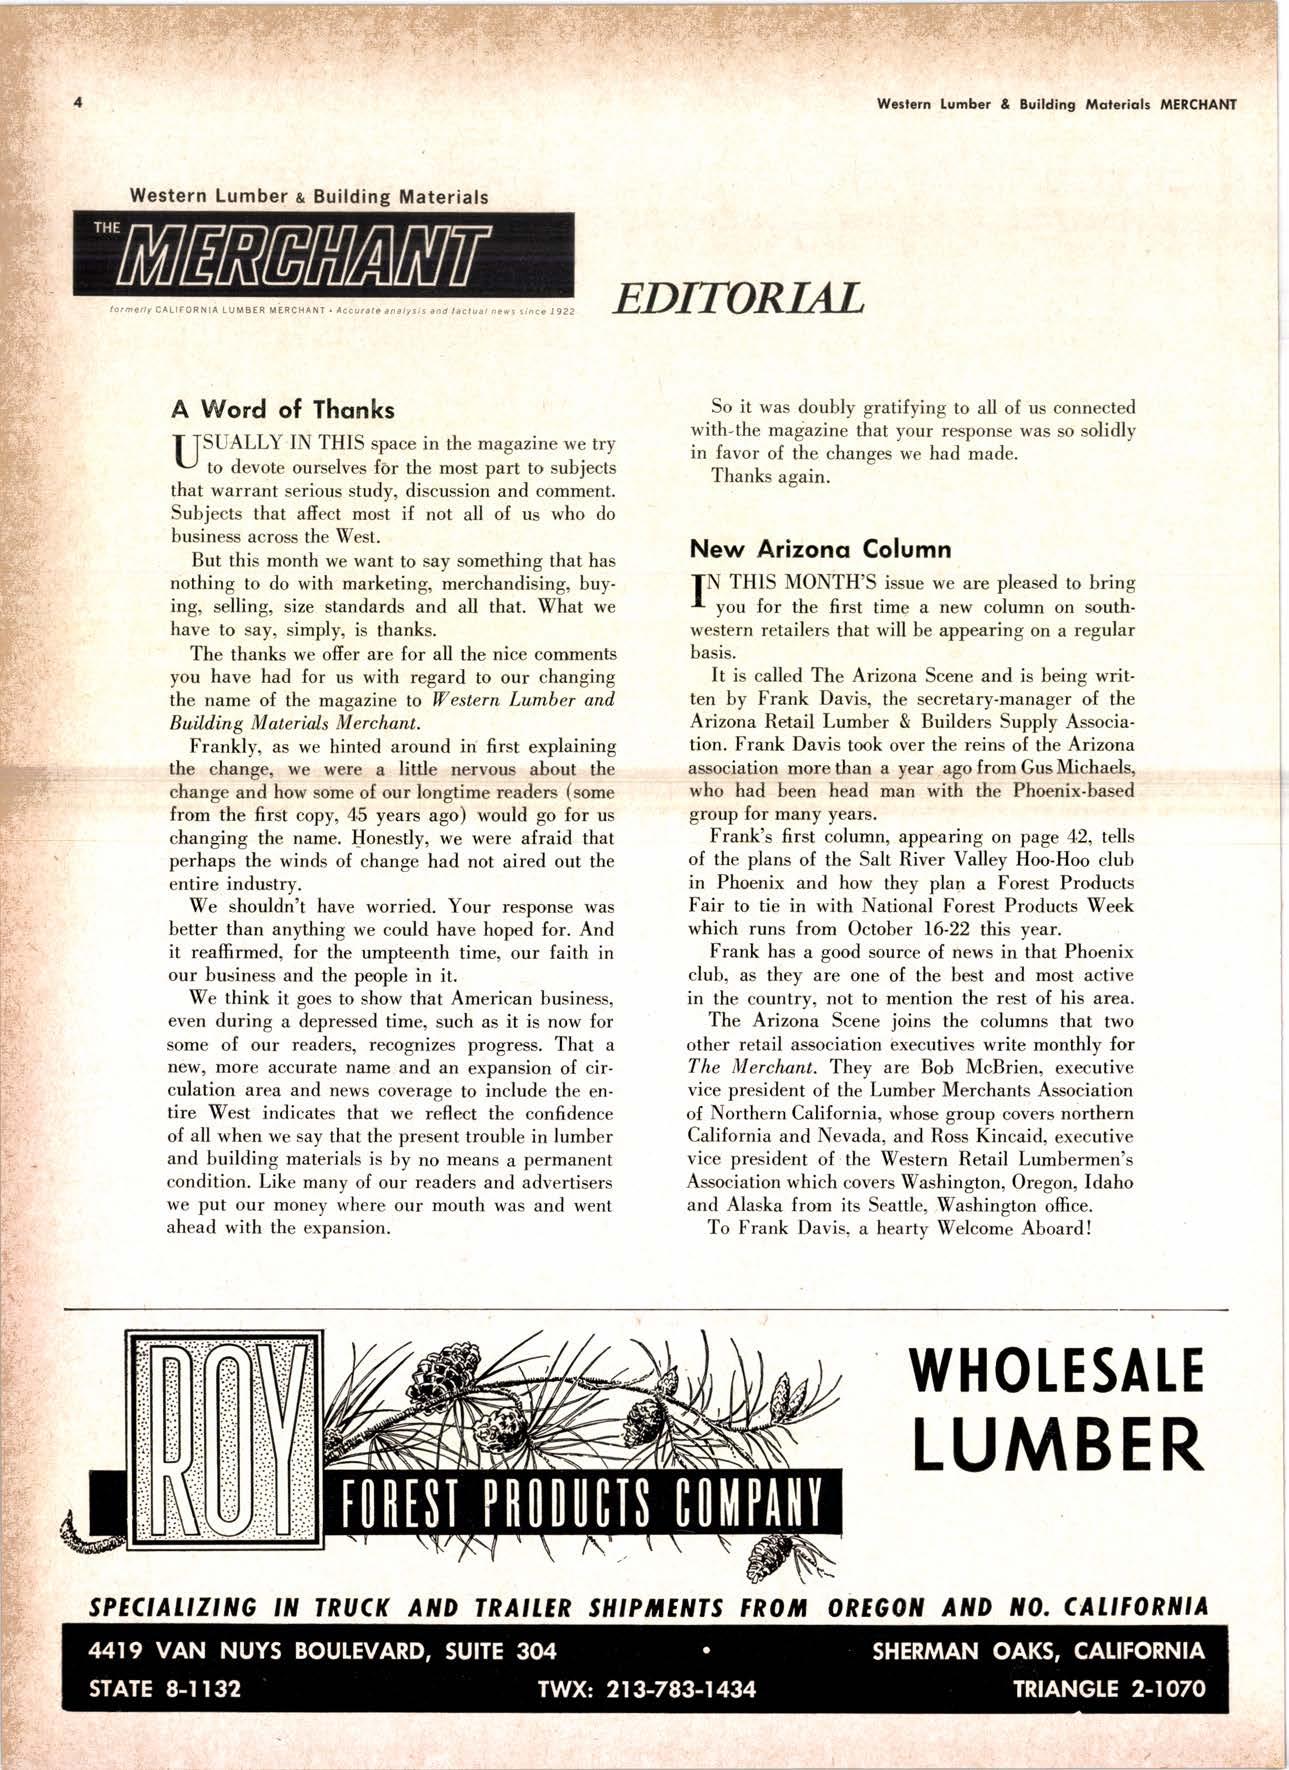 4
Western Lumber & Building Materials MERCHANT
Western Lumber & Building Materials
THE MERCHANT
formerly CALIFORNIA LUMBER MERCHANT • Accurate analysis and factual news since 1922
EDITORIAL
A Word of Thanks
USUALLY IN THIS space in the magazine we try
to devote ourselves for the most part to subjects
that warrant serious study, discussion and comment.
Subjects that affect most if not all of us who do
business across the West.
But this month we want to say something that has
nothing to do with marketing, merchandising, buy-
ing, selling, size standards and all that. What we
have to say, simply, is thanks.
The thanks we offer are for all the nice comments
you have had for us with regard to our changing
the name of the magazine to Western Lumber and
Building Materials Merchant.
Frankly, as we hinted around in first explaining
the change, we were a little nervous about the
change and how some of our longtime readers (some
from the first copy, 45 years ago) would go for us
changing the name. Honestly, we were afraid that
perhaps the winds of change had not aired out the
entire industry.
We shouldn't have worried. Your response was
better than anything we could have hoped for. And
it reaffirmed, for the umpteenth time, our faith in
our business and the people in it.
We think it goes to show that American business,
even during a depressed time, such as it is now for
some of our readers, recognizes progress. That a
new, more accurate name and an expansion of cir-
culation area and news coverage to include the en-
tire West indicates that we reflect the confidence
of all when we say that the present trouble in lumber
and building materials is by no means a permanent
condition. Like many of our readers and advertisers
we put our money where our mouth was and went
ahead with the expansion.
So it was doubly gratifying to all of us connected
with-the magazine that your response was so solidly
in favor of the changes we had made.
Thanks again.
New Arizona Column
IN THIS MONTH'S issue we are pleased to bring
you for the first time a new column on south-
western retailers that will be appearing on a regular
basis.
It is called The Arizona Scene and is being writ-
ten by Frank Davis, the secretary-manager of the
Arizona Retail Lumber & Builders Supply Associa-
tion. Frank Davis took over the reins of the Arizona
association more than a year ago from Gus Michaels,
who had been head man with the Phoenix-based
group for many years.
Frank's first column, appearing on page 42, tells
of the plans of the Salt River Valley Hoo-Hoo club
in Phoenix and how they plan a Forest Products
Fair to tie in with National Forest Products Week
which runs from October 16-22 this year.
Frank has a good source of news in that Phoenix
club, as they are one of the best and most active
in the country, not to mention the rest of his area.
The Arizona Scene joins the columns that two
other retail association executives write monthly for
The Merchant. They are Bob McBrien, executive
vice president of the Lumber Merchants Association
of Northern California, whose group covers northern
California and Nevada, and Ross Kincaid, executive
vice president of the Western Retail Lumbermen's
Association which covers Washington, Oregon, Idaho
and Alaska from its Seattle, Washington office.
To Frank Davis, a hearty Welcome Aboard!
ROY
FOREST PRODUCTS COMPANY
WHOLESALE
LUMBER
SPECIALIZING IN TRUCK AND TRAILER SHIPMENTS FROM OREGON AND NO. CALIFORNIA
4419 VAN NUYS BOULEVARD, SUITE 304 • SHERMAN OAKS, CALIFORNIA
STATE 8-1132 TWX: 213-783-1434 TRIANGLE 2-1070